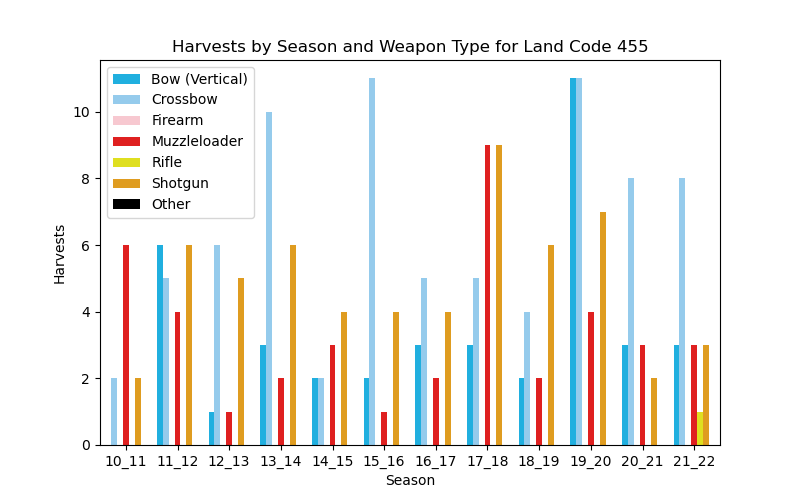 Harvests by Season and Weapon Type for Land Code 455
Bow (Vertical)
Crossbow
Firearm
Muzzleloader
Rifle
Shotgun
Other
10
8
6
4
2
0
Harvests
10_11 11_12 12_13 13_14 14_15 15_16 16_17 17_18 18_19 19_20 20_21 21_22
Season